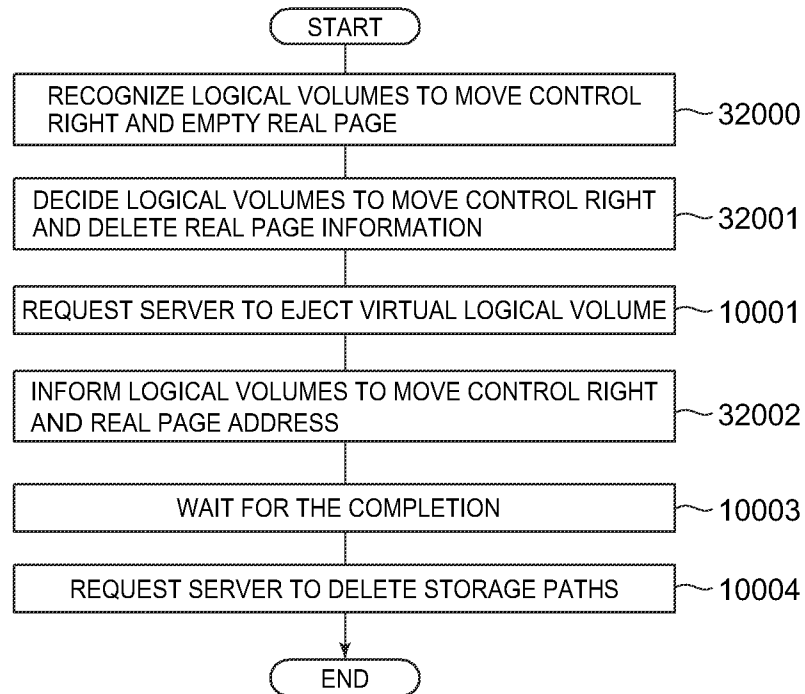 START
RECOGNIZE LOGICAL VOLUMES TO MOVE CONTROL
RIGHT AND EMPTY REAL PAGE
32000
DECIDE LOGICAL VOLUMES TO MOVE CONTROL RIGHT
AND DELETE REAL PAGE INFORMATION
32001
REQUEST SERVER TO EJECT VIRTUAL LOGICAL VOLUME
10001
INFORM LOGICAL VOLUMES TO MOVE CONTROL RIGHT
AND REAL PAGE ADDRESS
32002
WAIT FOR THE COMPLETION
10003
REQUEST SERVER TO DELETE STORAGE PATHS
10004
END